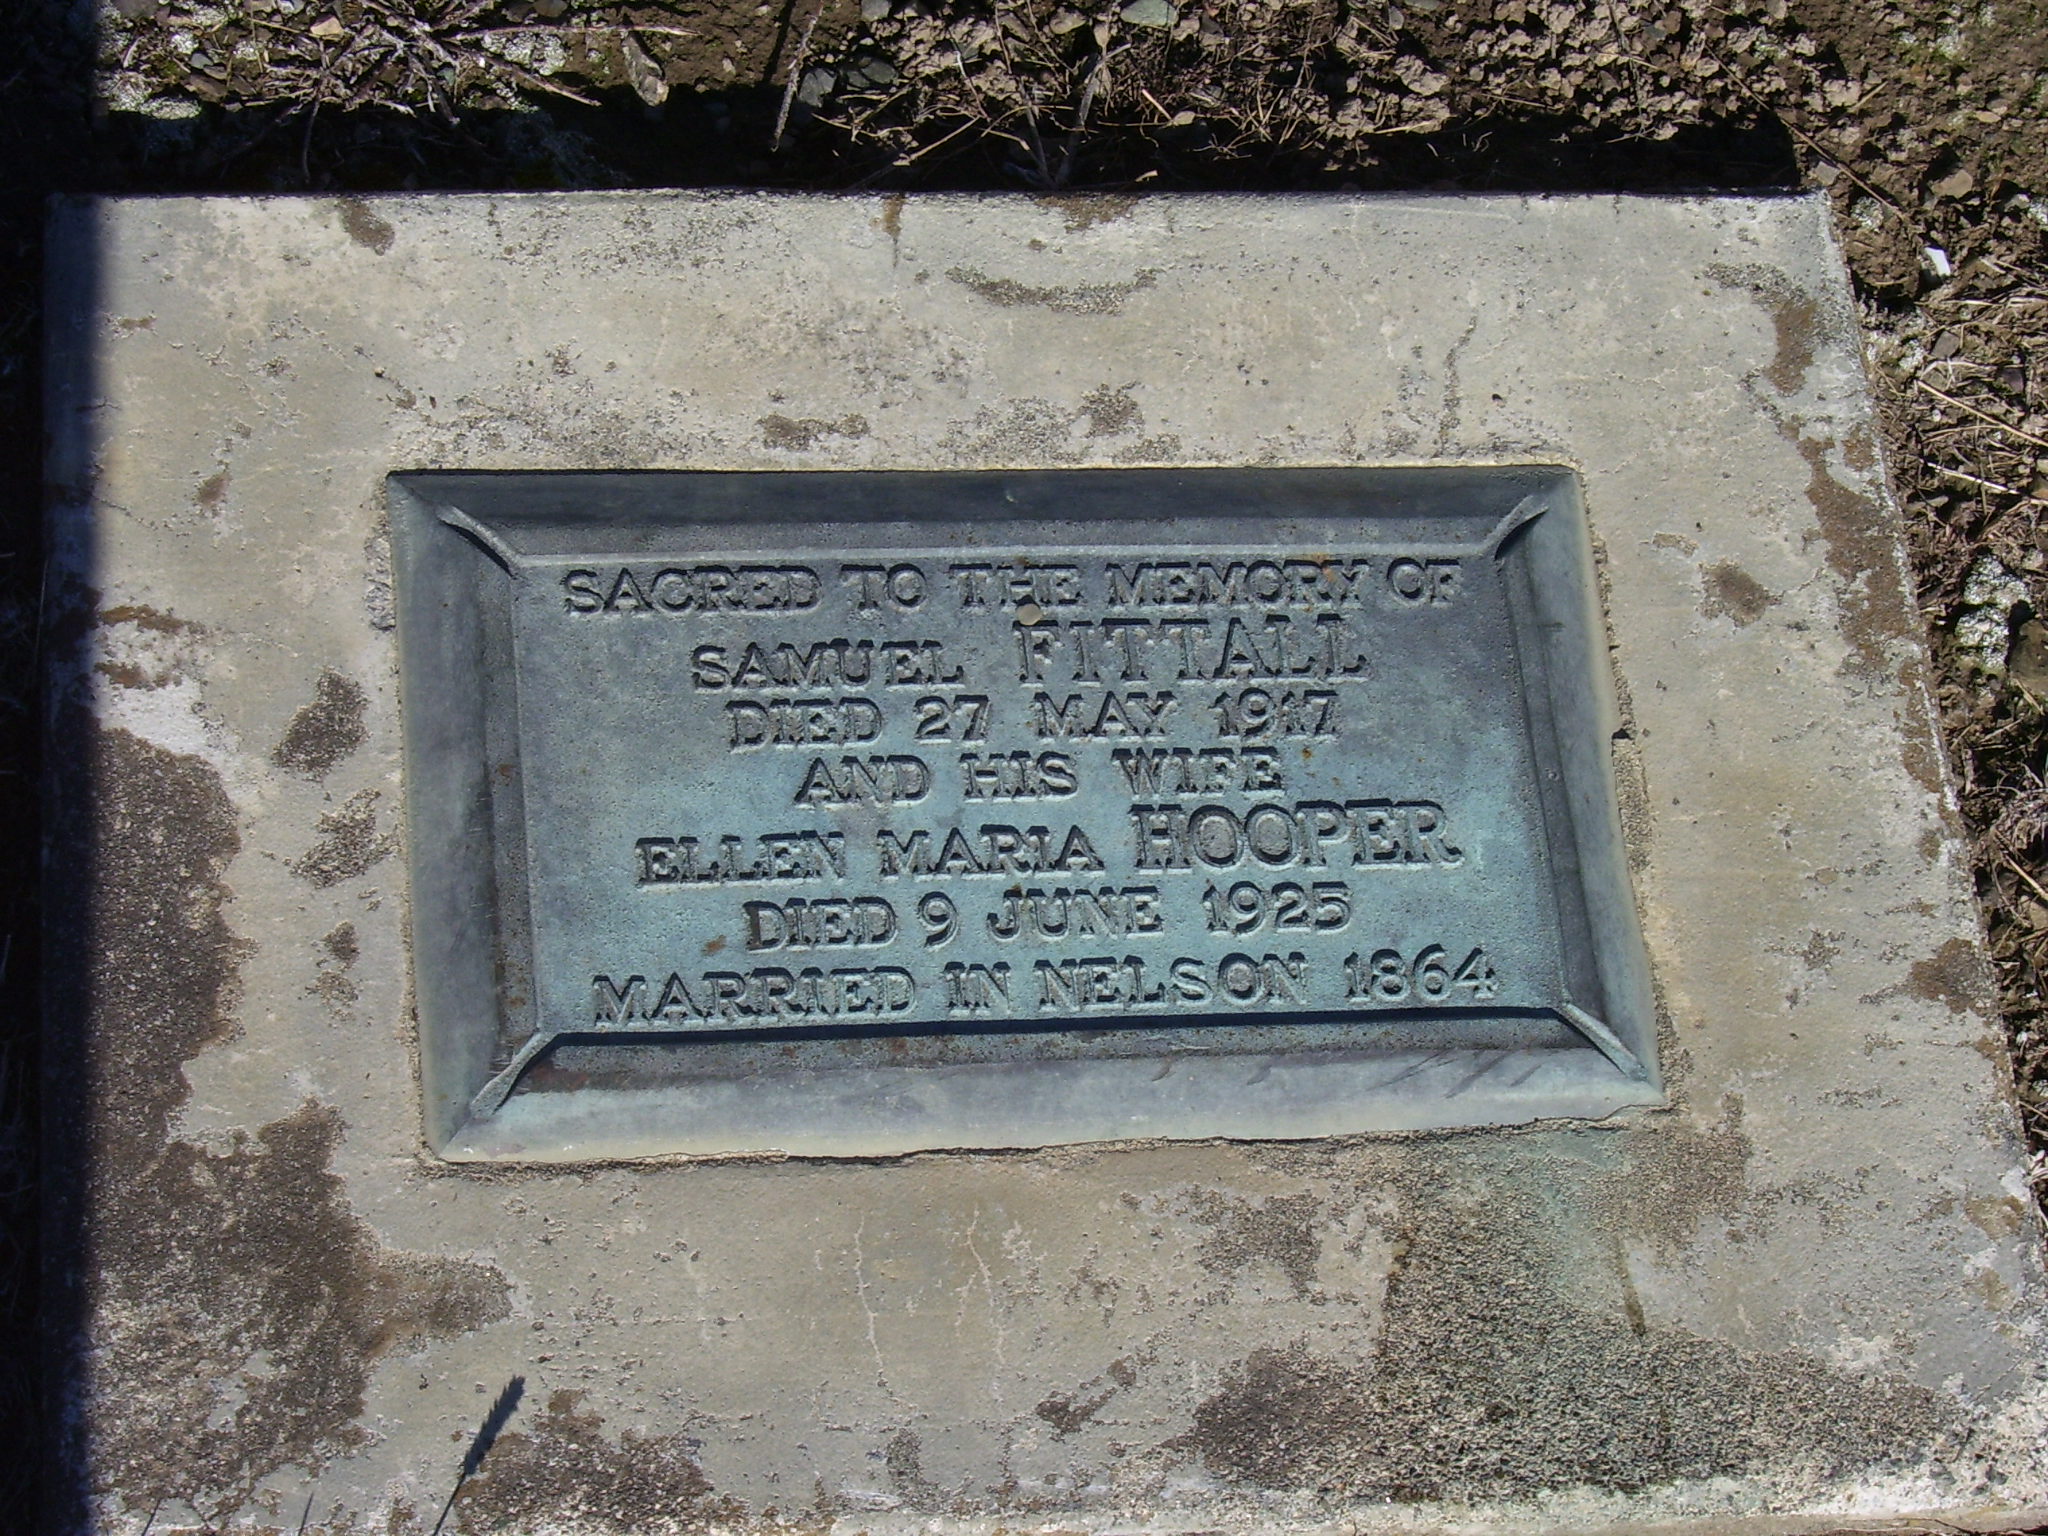 SACRED TO THE MEMORY OF
SAMUEL FITTALL
DIED 27 MAY 1917
AND HIS WIFE
ELLEN MARIA HOOPER
DIED 9 JUNE 1925
MARRIED IN NELSON 1864